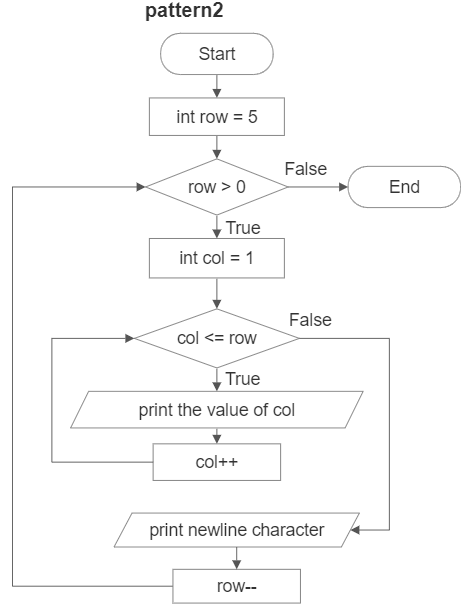 pattern2
Start
int row = 5
row > 0
False
End
True
int col = 1
col <= row
False
True
print the value of col
col++
print newline character
row--